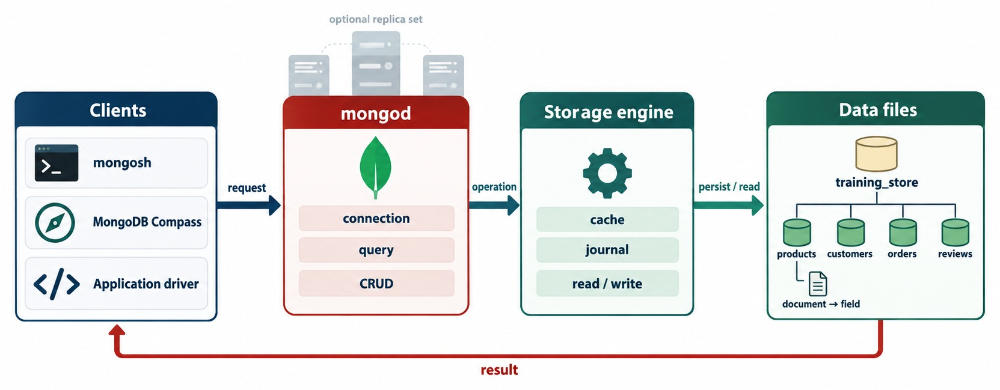 optional replica set
Clients
mongosh
MongoDB Compass
Application driver
request
mongod
connection
query
CRUD
operation
Storage engine
cache
journal
read / write
persist / read
Data files
training_store
products customers orders reviews
document → field
result